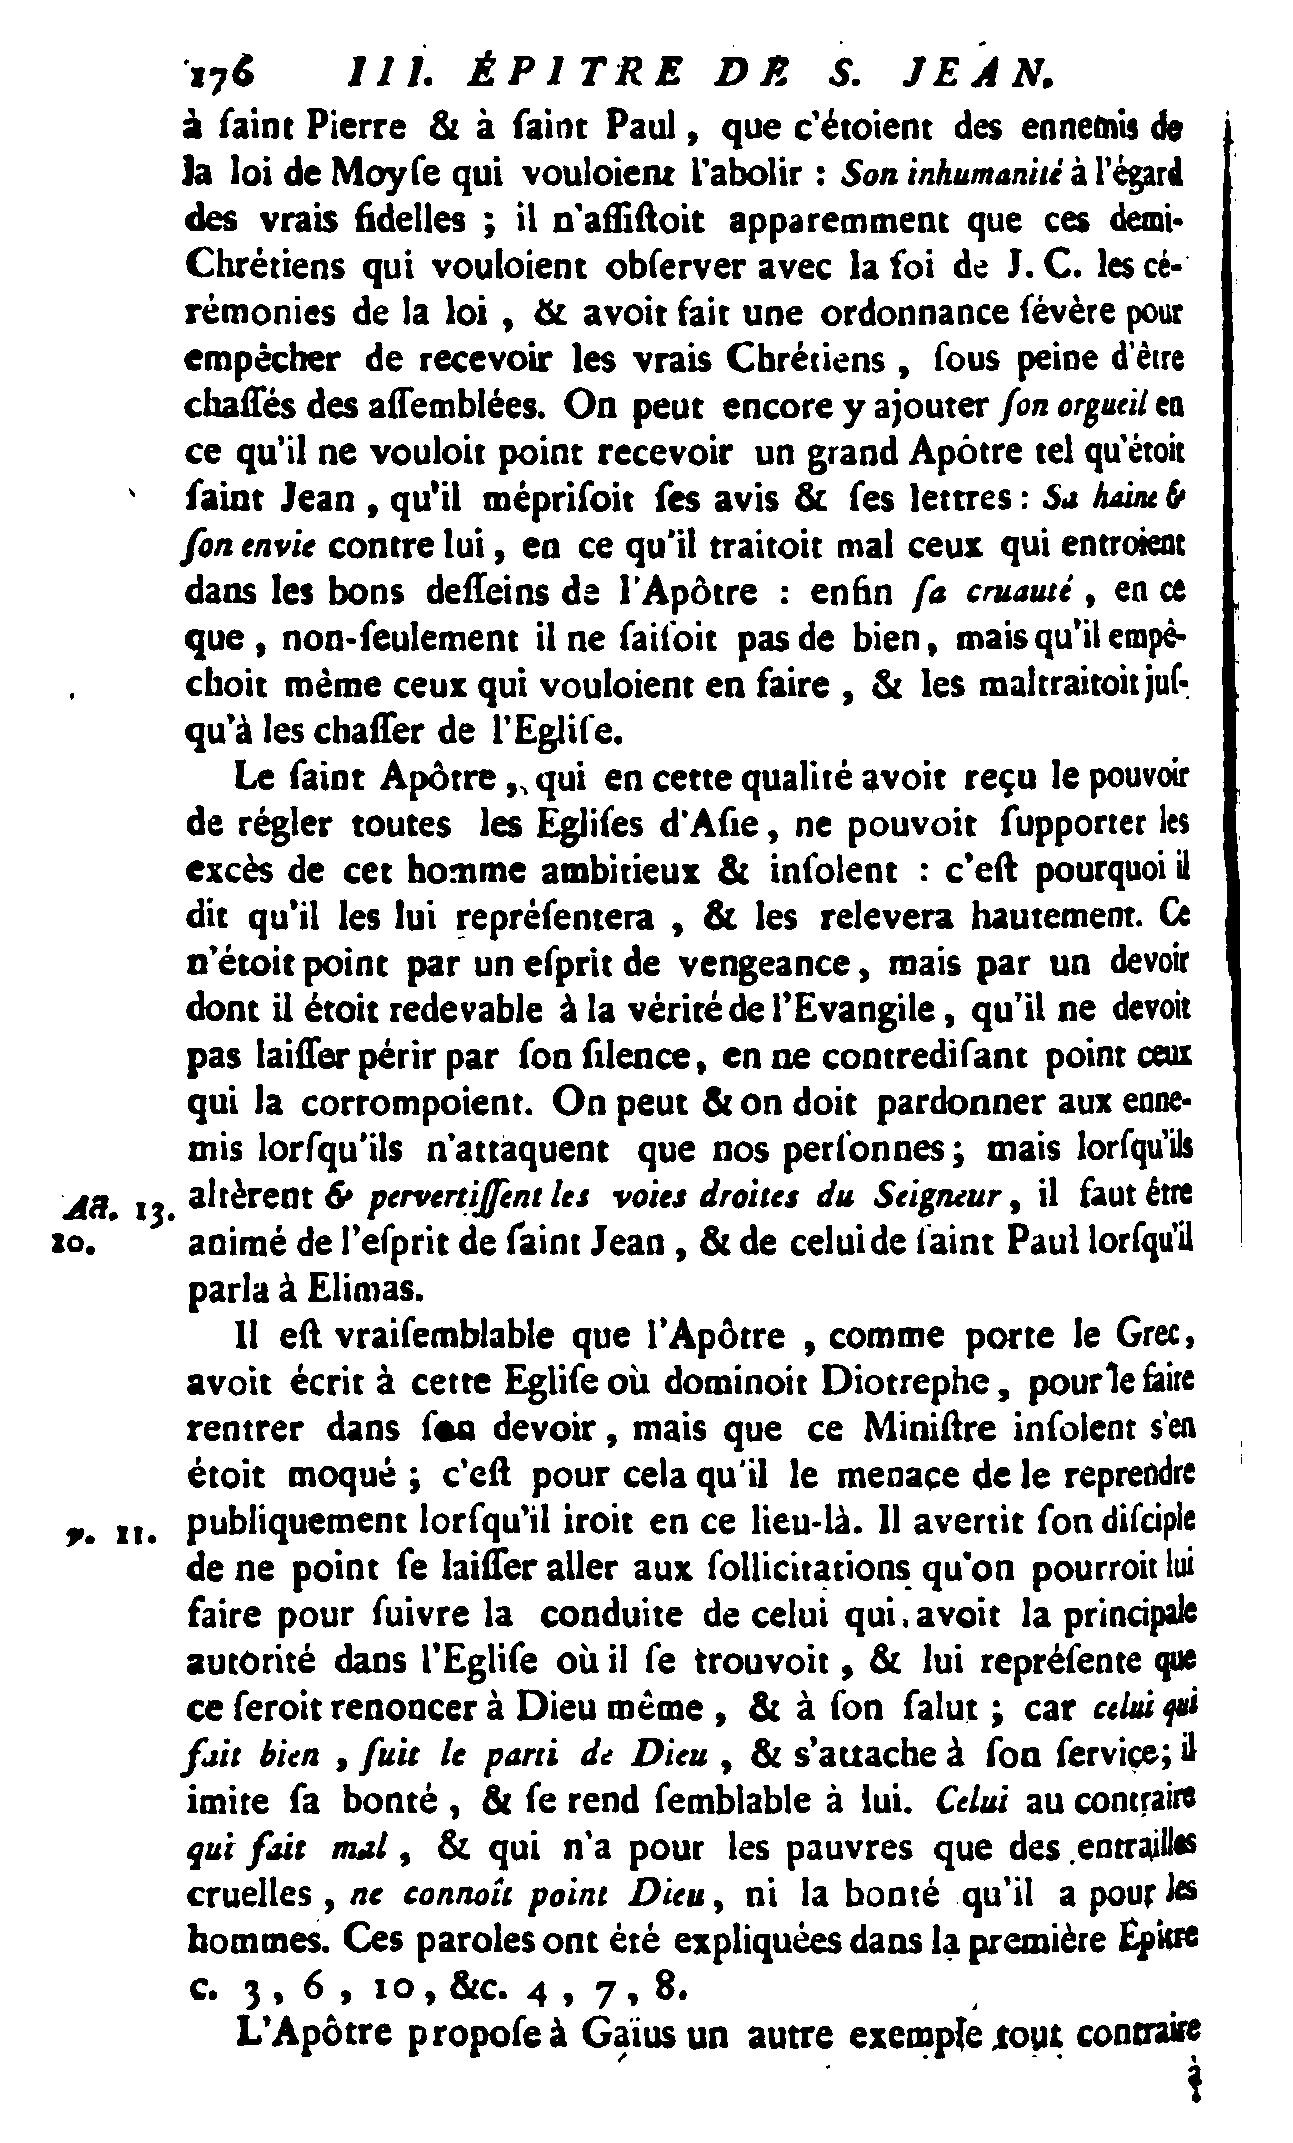 176 III. ÉPITRE DE S. JEAN.
à ſaint Pierre & à ſaint Paul, que c'étoient des ennemis de
la loi de Moyſe qui vouloient l'abolir : Son inhumanité à l'égard
des vrais fidelles ; il n'aſſiſtoit apparemment que ces demi-
Chrétiens qui vouloient obſerver avec la foi de J. C. les cé-
rémonies de la loi, & avoit fait une ordonnance ſévère pour
empêcher de recevoir les vrais Chrétiens, ſous peine d'être
chaſſés des aſſemblées. On peut encore y ajouter ſon orgueil en
ce qu'il ne vouloit point recevoir un grand Apôtre tel qu'étoit
ſaint Jean, qu'il mépriſoit ſes avis & ſes lettres : Sa haine &
ſon envie contre lui, en ce qu'il traitoit mal ceux qui entroient
dans les bons deſſeins de l'Apôtre : enfin ſa cruauté, en ce
que, non-ſeulement il ne faiſoit pas de bien, mais qu'il empê-
choit même ceux qui vouloient en faire, & les maltraitoit juſ-
qu'à les chaſſer de l'Egliſe.
Le ſaint Apôtre, qui en cette qualité avoit reçu le pouvoir
de régler toutes les Egliſes d'Aſie, ne pouvoit ſupporter les
excès de cet homme ambitieux & inſolent : c'eſt pourquoi il
dit qu'il les lui repréſentera, & les relevera hautement. Ce
n'étoit point par un eſprit de vengeance, mais par un devoir
dont il étoit redevable à la vérité de l'Evangile, qu'il ne devoit
pas laiſſer périr par ſon ſilence, en ne contrediſant point ceux
qui la corrompoient. On peut & on doit pardonner aux enne-
mis lorſqu'ils n'attaquent que nos perſonnes ; mais lorſqu'ils
Act. 13. altèrent & pervertiſſent les voies droites du Seigneur, il faut être
10. animé de l'eſprit de ſaint Jean, & de celui de ſaint Paul lorſqu'il
parla à Elimas.
Il eſt vraiſemblable que l'Apôtre, comme porte le Grec,
avoit écrit à cette Egliſe où dominoit Diotrephe, pour le faire
rentrer dans ſon devoir, mais que ce Miniſtre inſolent s'en
étoit moqué ; c'eſt pour cela qu'il le menace de le reprendre
v. 11. publiquement lorſqu'il iroit en ce lieu-là. Il avertit ſon diſciple
de ne point ſe laiſſer aller aux ſollicitations qu'on pourroit lui
faire pour ſuivre la conduite de celui qui avoit la principale
autorité dans l'Egliſe où il ſe trouvoit, & lui repréſente que
ce ſeroit renoncer à Dieu même, & à ſon ſalut ; car celui qui
fait bien, ſuit le parti de Dieu, & s'attache à ſon ſervice ; il
imite ſa bonté, & ſe rend ſemblable à lui. Celui au contraire
qui fait mal, & qui n'a pour les pauvres que des entrailles
cruelles, ne connoît point Dieu, ni la bonté qu'il a pour les
hommes. Ces paroles ont été expliquées dans la première Épitre
c. 3, 6, 10, &c. 4, 7, 8.
L'Apôtre propoſe à Gaïus un autre exemple tout contraire
à